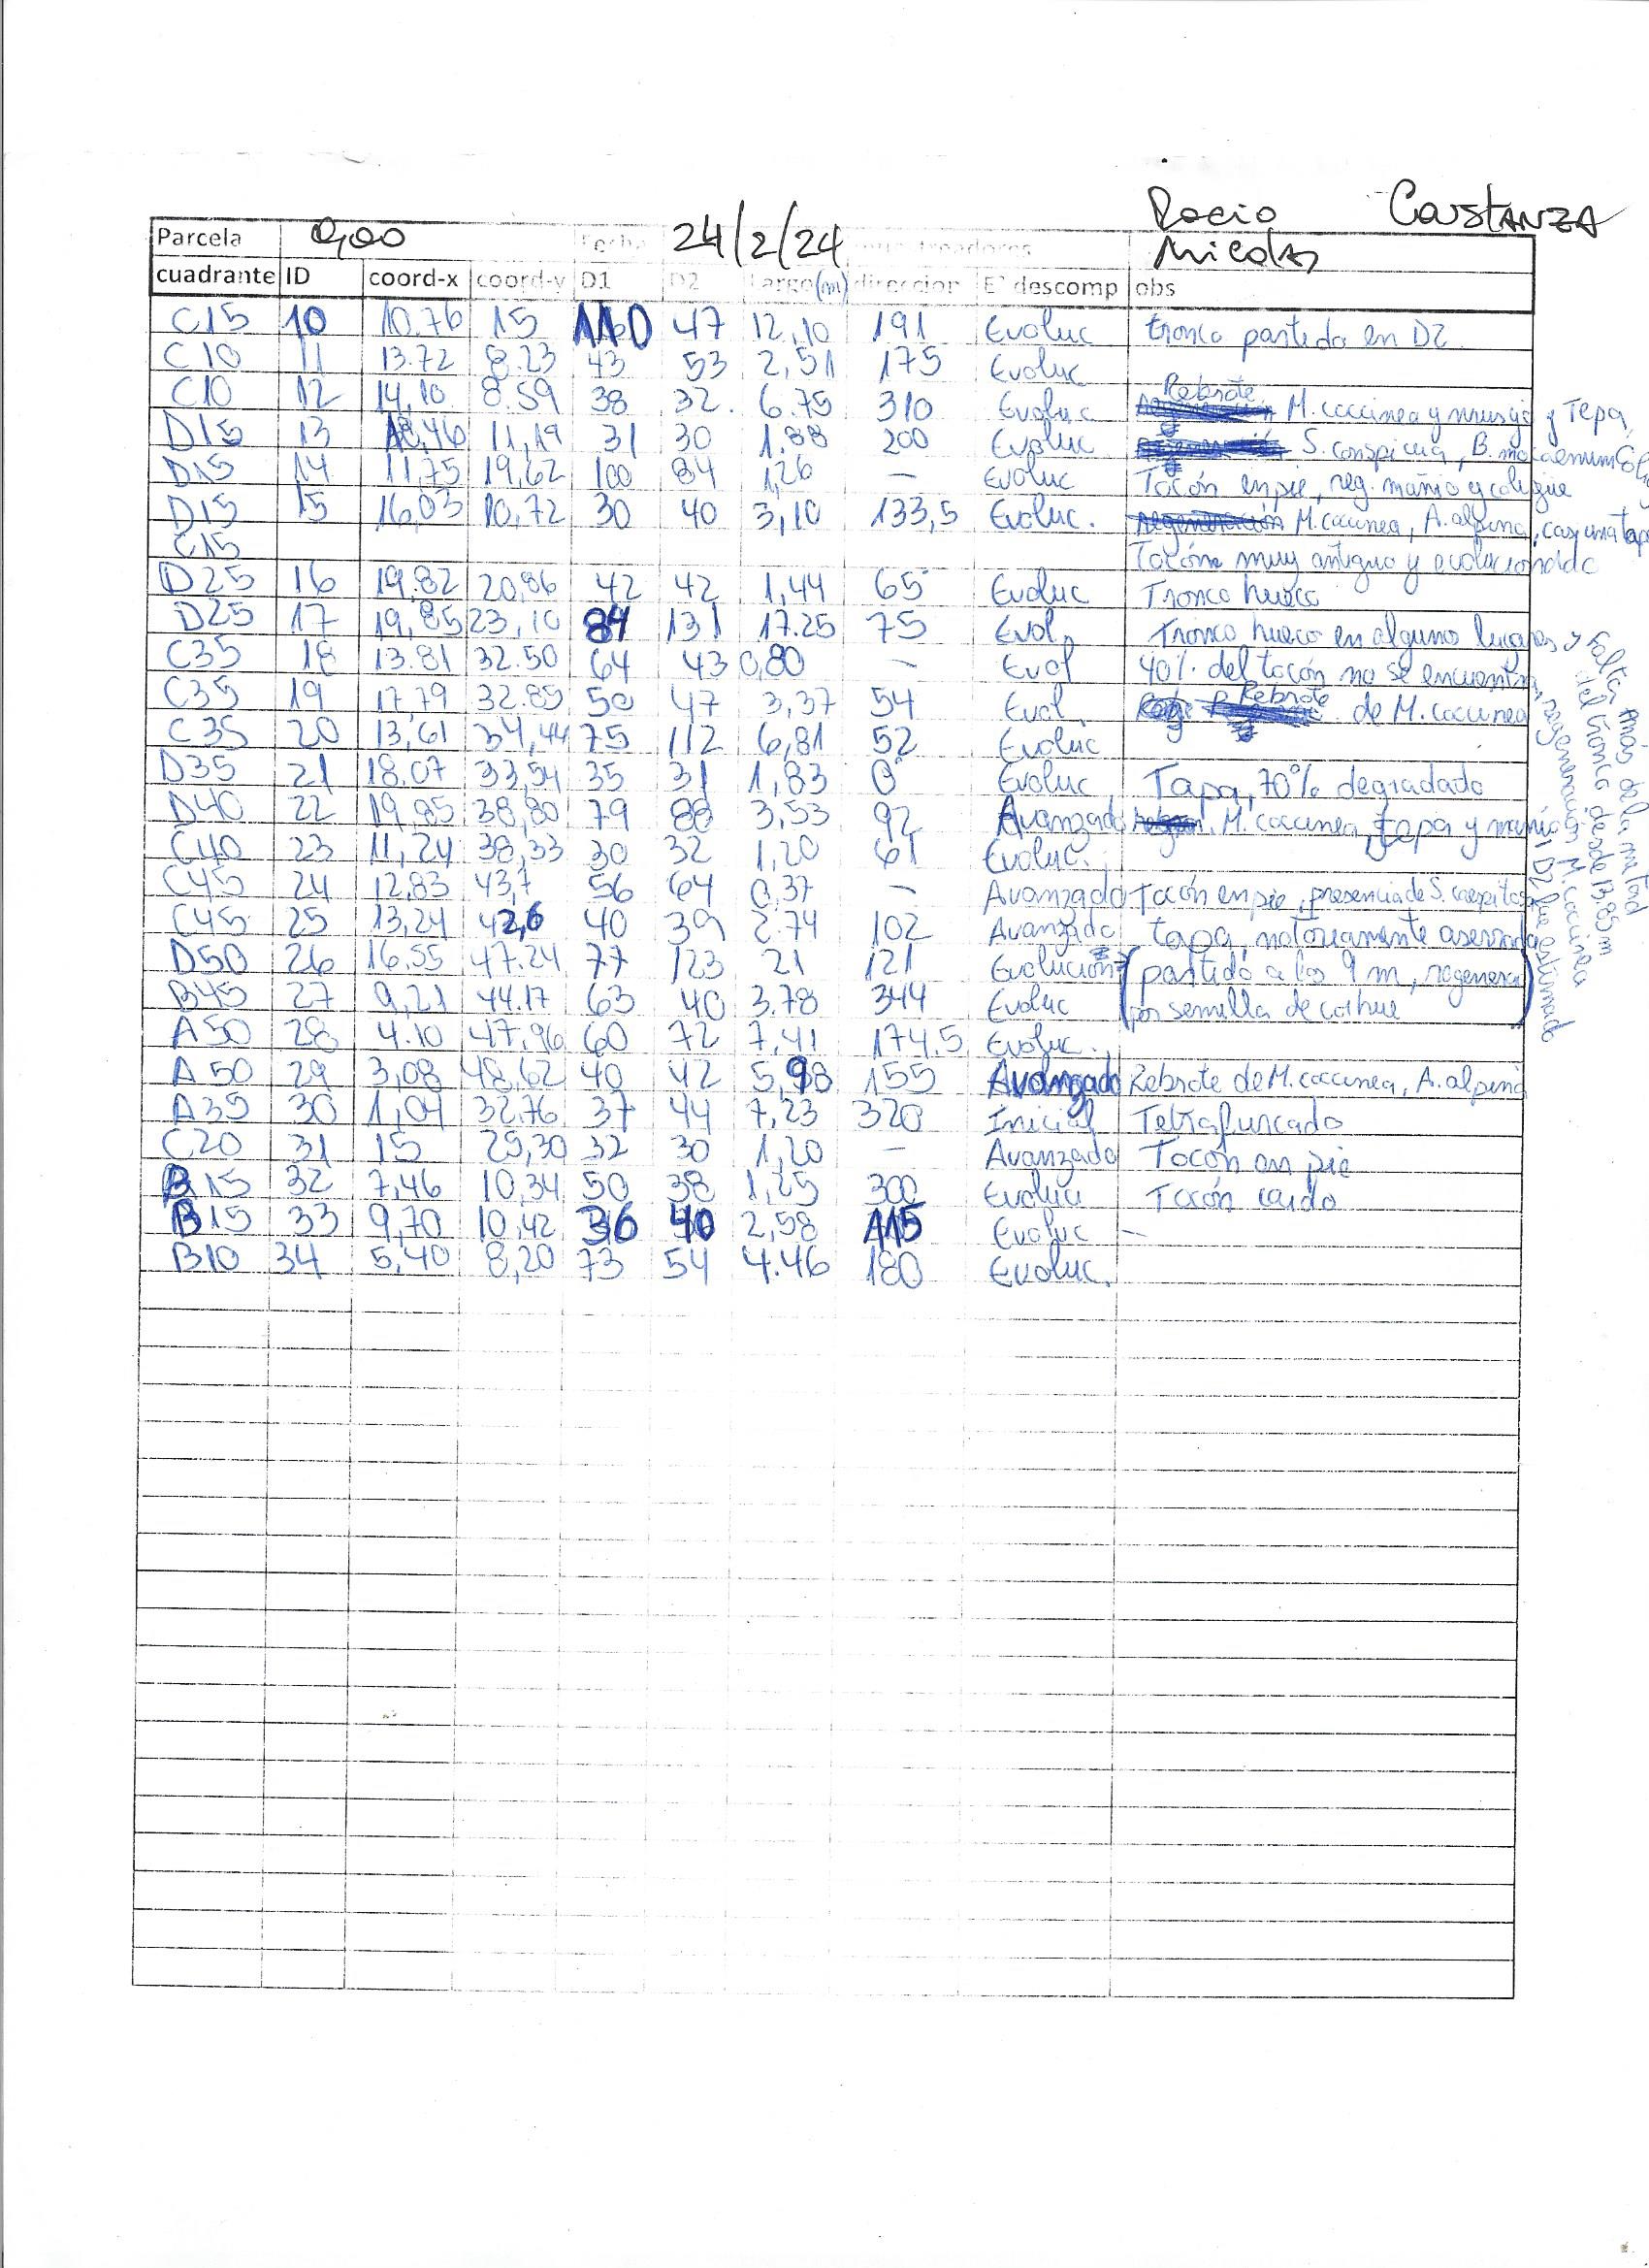 Rocio Constanza
Parcela 0,00 Fecha 24/2/24 Nicolás
cuadrante ID coord-x coord-y D1 D2 Largo (m) direccion E° descomp obs
C15 10 10.76 15 110 47 12,10 191 Evoluc tronco partido en D2
C10 11 13.72 8.23 43 53 2,51 175 Evoluc
C10 12 14,10 8.59 38 32. 6.75 310 Evoluc Rebrote M. coccinea y musgo y Tepa,
D15 13 18,46 11,19 31 30 1.88 200 Evoluc S. conspicua, B.
D15 14 11,75 19,62 100 84 1,26 — Evoluc Tocón en pie, reg. mañio y coligüe
D15 15 16,03 10,72 30 40 3,10 133,5 Evoluc. M. coccinea, A. alpina,
C15 Tocón muy antiguo y evolucionado
D25 16 19,82 20,86 42 42 1,44 65° Evoluc Tronco hueco
D25 17 19,85 23,10 84 131 17.25 75 Evol, Tronco hueco en alguno lugares y Falta mas de la mitad
del tronco desde 13,85 m
regeneración M. coccinea
D2 fue estimado
C35 18 13.81 32.50 64 43 0,80 — Evol 40% del tocón no se encuentra
C35 19 17,79 32.85 50 47 3,37 54 Evol, Rebrote de M. coccinea
C35 20 13,61 34,44 75 112 6,81 52 Evoluc
D35 21 18,07 33,54 35 31 1,83 0° Evoluc Tapa, 70% degradado
D40 22 19,85 38,80 79 88 3,53 92 Avanzado M. coccinea, tepa y mañio
C40 23 11,24 38,33 30 32 1,20 61 Evoluc.
C45 24 12,83 43,7 56 64 0,37 — Avanzado Tocón en pie, presencia de S.
C45 25 13,24 42,6 40 39 2.74 102 Avanzado tapa, notoriamente aserrada
D50 26 16,55 47.24 77 123 21 121 Evolución (partido a los 9 m, regenera
B45 27 9,21 44.17 63 40 3.78 344 Evoluc por semilla de coihue)
A50 28 4.10 47,96 60 72 7,41 174.5 Evoluc.
A50 29 3,08 48,62 40 42 5,98 155 Avanzado Rebrote de M. coccinea, A. alpina
A35 30 1,04 32,76 37 44 7,23 320 Inicial Tetrafurcado
C20 31 15 25,30 32 30 1,20 — Avanzado Tocón en pie
B15 32 7,46 10,34 50 38 1,25 300 Evoluc Tocón caido
B15 33 9,70 10,42 36 40 2,58 115 Evoluc —
B10 34 5,40 8,20 73 54 4.46 180 Evoluc.